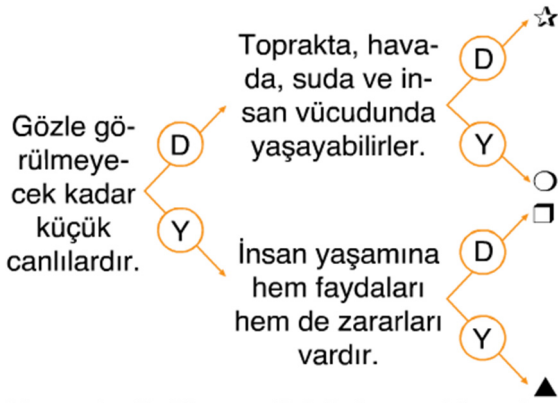 Gözle gö-
rülmeye-
cek kadar
küçük
canlılardır.
D
Y
Toprakta, hava-
da, suda ve in-
san vücudunda
yaşayabilirler.
D
Y
İnsan yaşamına
hem faydaları
hem de zararları
vardır.
D
Y